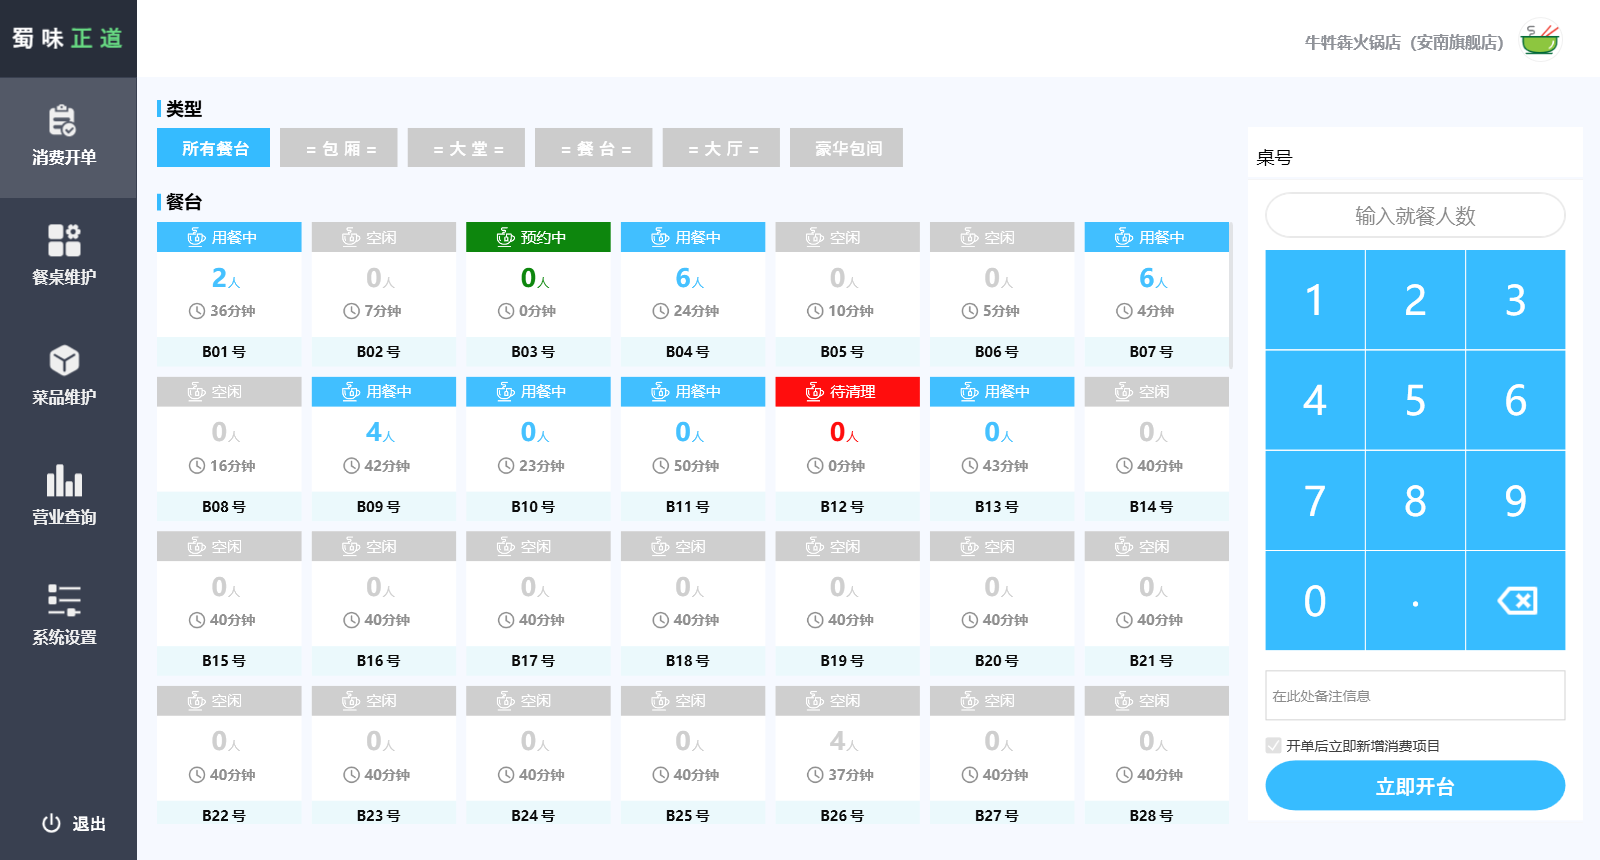 蜀味正道
牛牪犇火锅店（安南旗舰店）
消费开单
餐桌维护
菜品维护
营业查询
系统设置
退出
类型
所有餐台
= 包 厢 =
= 大 堂 =
= 餐 台 =
= 大 厅 =
豪华包间
餐台
用餐中 空闲 预约中 用餐中 空闲 空闲 用餐中
2人 0人 0人 6人 0人 0人 6人
36分钟 7分钟 0分钟 24分钟 10分钟 5分钟 4分钟
B01 号 B02 号 B03 号 B04 号 B05 号 B06 号 B07 号
空闲 用餐中 用餐中 用餐中 待清理 用餐中 空闲
0人 4人 0人 0人 0人 0人 0人
16分钟 42分钟 23分钟 50分钟 0分钟 43分钟 40分钟
B08 号 B09 号 B10 号 B11 号 B12 号 B13 号 B14 号
空闲 空闲 空闲 空闲 空闲 空闲 空闲
0人 0人 0人 0人 0人 0人 0人
40分钟 40分钟 40分钟 40分钟 40分钟 40分钟 40分钟
B15 号 B16 号 B17 号 B18 号 B19 号 B20 号 B21 号
空闲 空闲 空闲 空闲 空闲 空闲 空闲
0人 0人 0人 0人 4人 0人 0人
40分钟 40分钟 40分钟 40分钟 37分钟 40分钟 40分钟
B22 号 B23 号 B24 号 B25 号 B26 号 B27 号 B28 号
桌号
输入就餐人数
1 2 3
4 5 6
7 8 9
0 .
在此处备注信息
开单后立即新增消费项目
立即开台